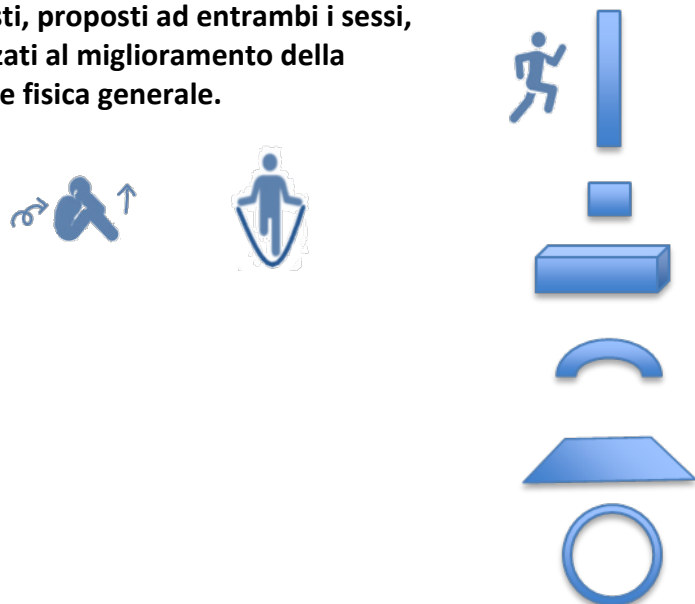 sti, proposti ad entrambi i sessi,
zati al miglioramento della
e fisica generale.